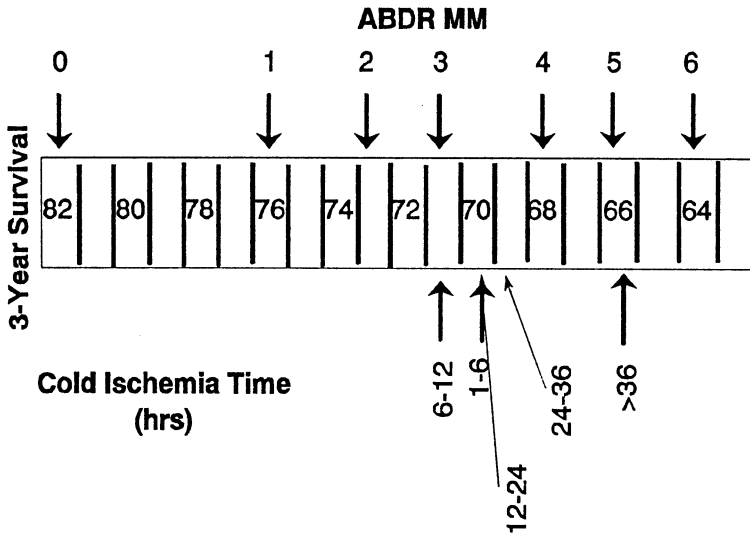 ABDR MM
0 1 2 3 4 5 6
3-Year Survival
82 80 78 76 74 72 70 68 66 64
6-12 1-6 12-24 24-36 >36
Cold Ischemia Time
(hrs)